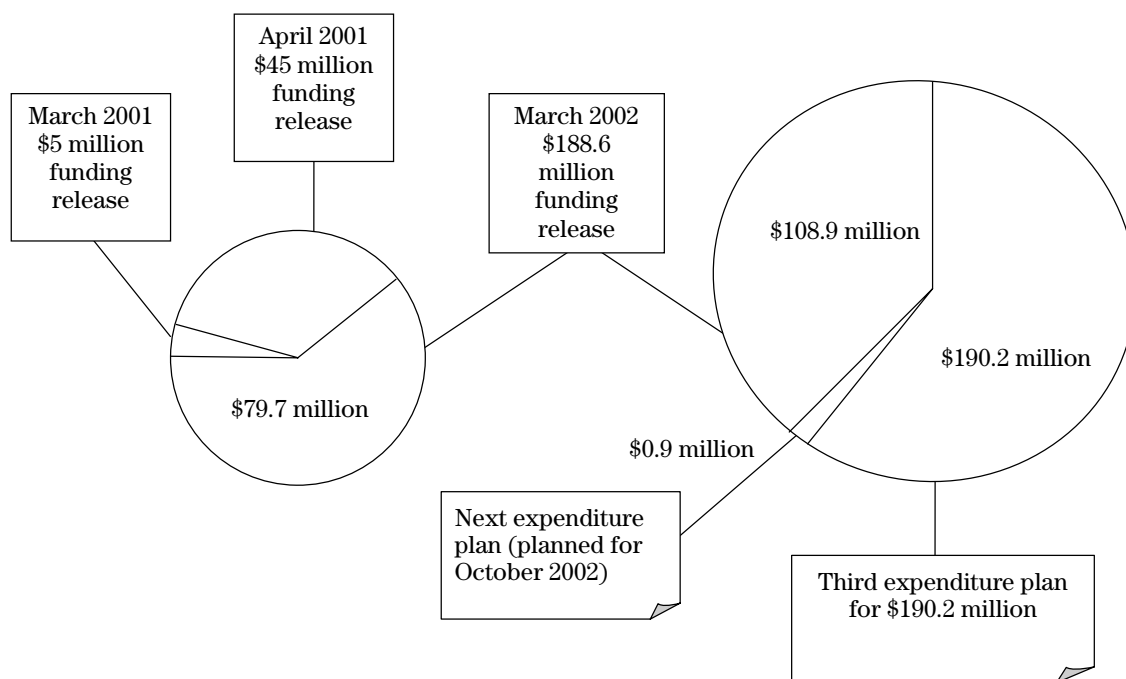 April 2001
$45 million
funding
release
March 2001
$5 million
funding
release
March 2002
$188.6
million
funding
release
$108.9 million
$190.2 million
$79.7 million
$0.9 million
Next expenditure
plan (planned for
October 2002)
Third expenditure plan
for $190.2 million